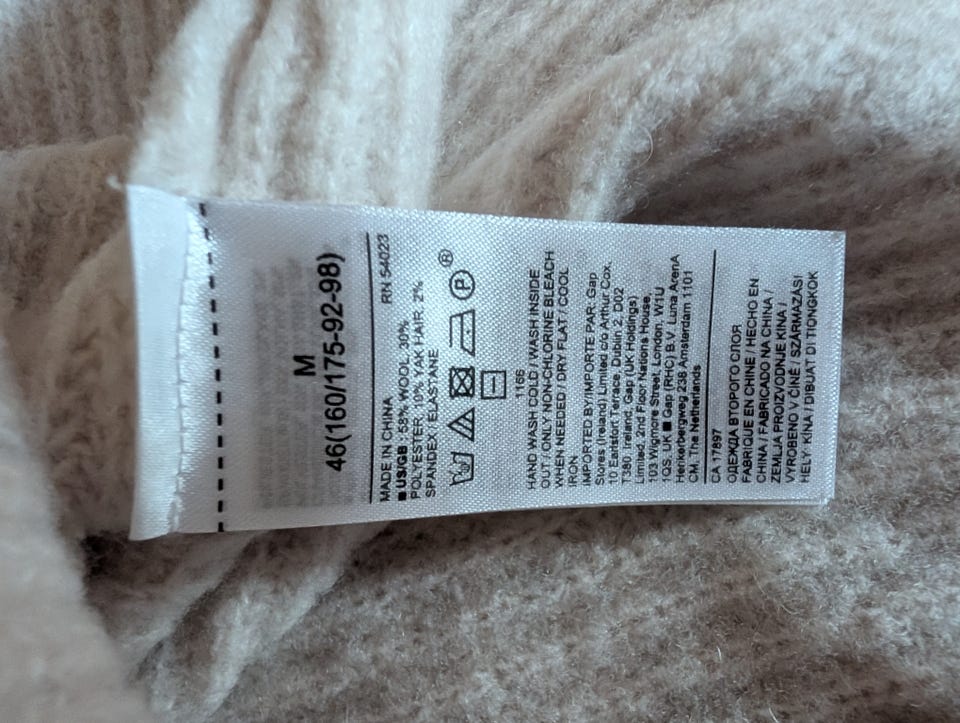 M
46(160/175-92-98)
RN 54023
MADE IN CHINA
■ US/GB : 58% WOOL, 30%
POLYESTER, 10% YAK HAIR, 2%
SPANDEX / ELASTANE
P ®
1166
HAND WASH COLD / WASH INSIDE
OUT / ONLY NON-CHLORINE BLEACH
WHEN NEEDED / DRY FLAT / COOL
IRON
IMPORTED BY/IMPORTE PAR: Gap
Stores (Ireland) Limited c/o Arthur Cox,
10 Earlsfort Terrace, Dublin 2, D02
T380 Ireland, Gap (UK Holdings)
Limited, 2nd Floor Nations House,
103 Wigmore Street, London, W1U
1QS, UK ■ Gap (RHC) B.V., Luna ArenA
Herikerbergweg 238 Amsterdam 1101
CM, The Netherlands
CA 17897
ОДЕЖДА ВТОРОГО СЛОЯ
FABRIQUE EN CHINE / HECHO EN
CHINA / FABRICADO NA CHINA /
ZEMLJA PROIZVODNJE KINA /
VYROBENO V ČÍNĚ / SZÁRMAZÁSI
HELY: KÍNA / DIBUAT DI TIONGKOK